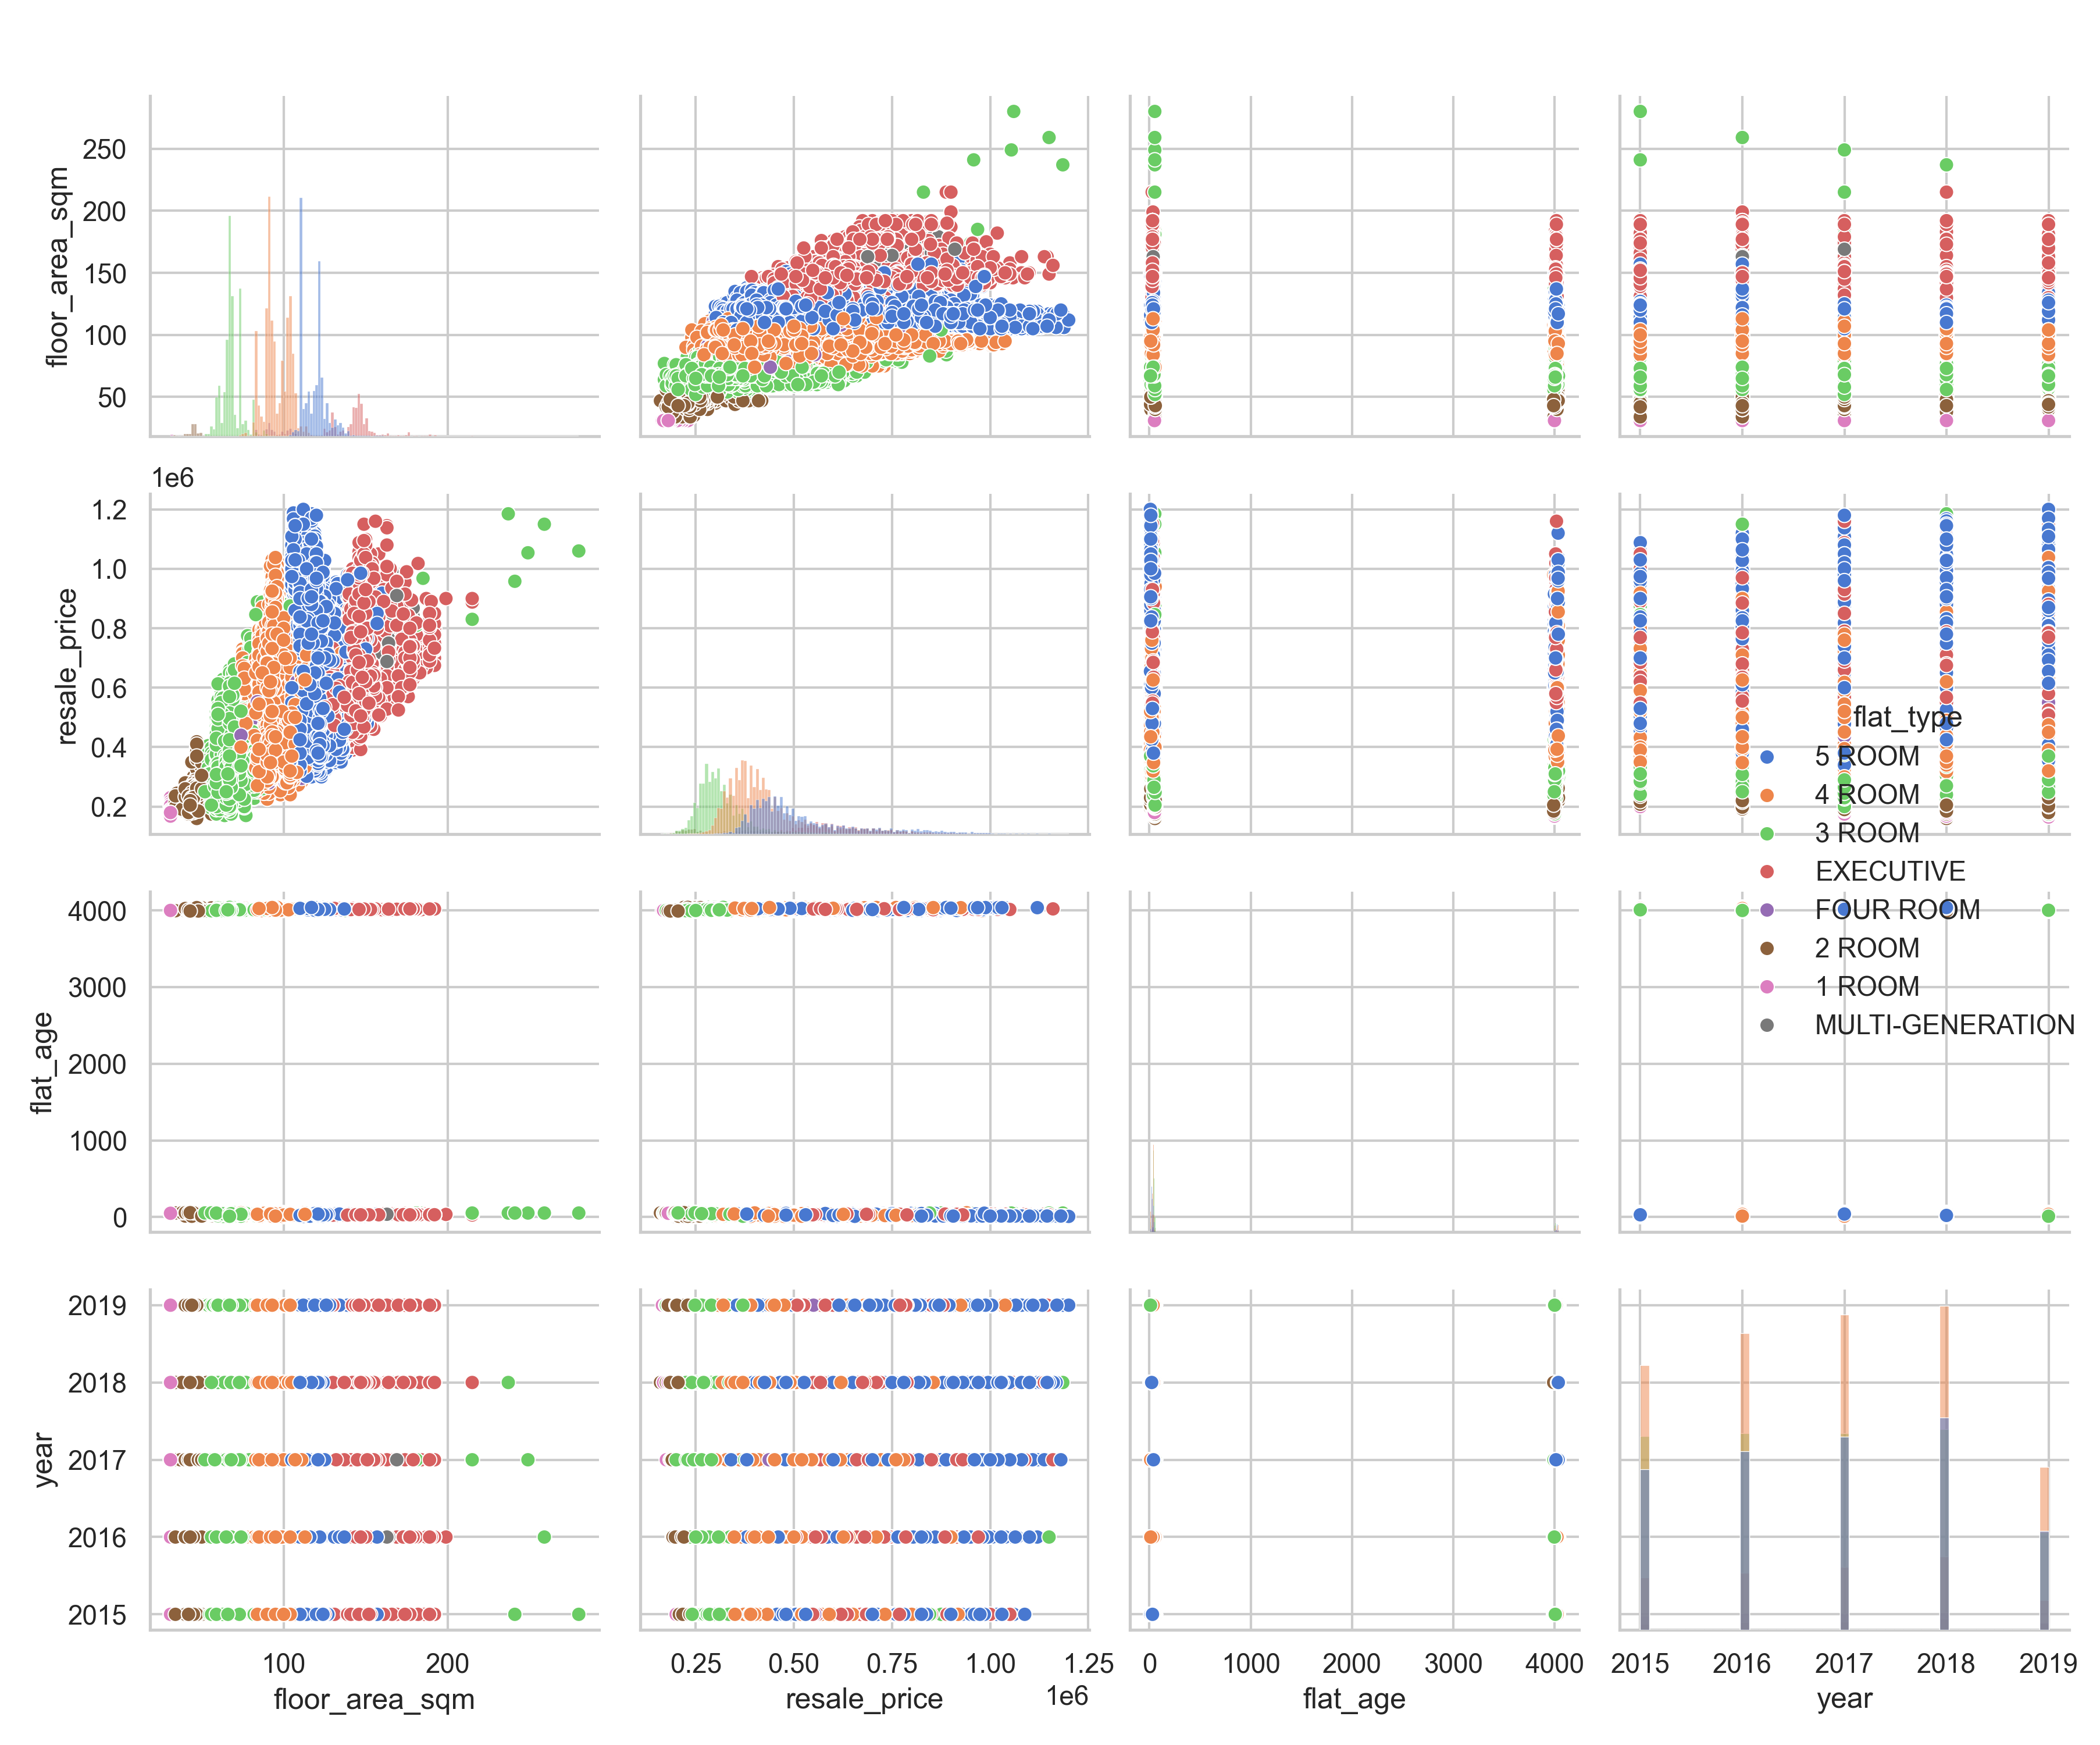 250
200
150
100
50
floor_area_sqm
1e6
1.2
1.0
0.8
0.6
0.4
0.2
resale_price
flat_type
5 ROOM
4 ROOM
3 ROOM
EXECUTIVE
FOUR ROOM
2 ROOM
1 ROOM
MULTI-GENERATION
4000
3000
2000
1000
0
flat_age
2019
2018
2017
2016
2015
year
100 200
floor_area_sqm
0.25 0.50 0.75 1.00 1.25
1e6
resale_price
0 1000 2000 3000 4000
flat_age
2015 2016 2017 2018 2019
year